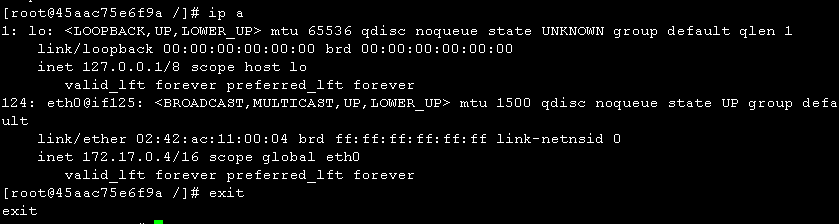 [root@45aac75e6f9a /]# ip a
1: lo: <LOOPBACK,UP,LOWER_UP> mtu 65536 qdisc noqueue state UNKNOWN group default qlen 1
    link/loopback 00:00:00:00:00:00 brd 00:00:00:00:00:00
    inet 127.0.0.1/8 scope host lo
       valid_lft forever preferred_lft forever
124: eth0@if125: <BROADCAST,MULTICAST,UP,LOWER_UP> mtu 1500 qdisc noqueue state UP group defa
ult
    link/ether 02:42:ac:11:00:04 brd ff:ff:ff:ff:ff:ff link-netnsid 0
    inet 172.17.0.4/16 scope global eth0
       valid_lft forever preferred_lft forever
[root@45aac75e6f9a /]# exit
exit